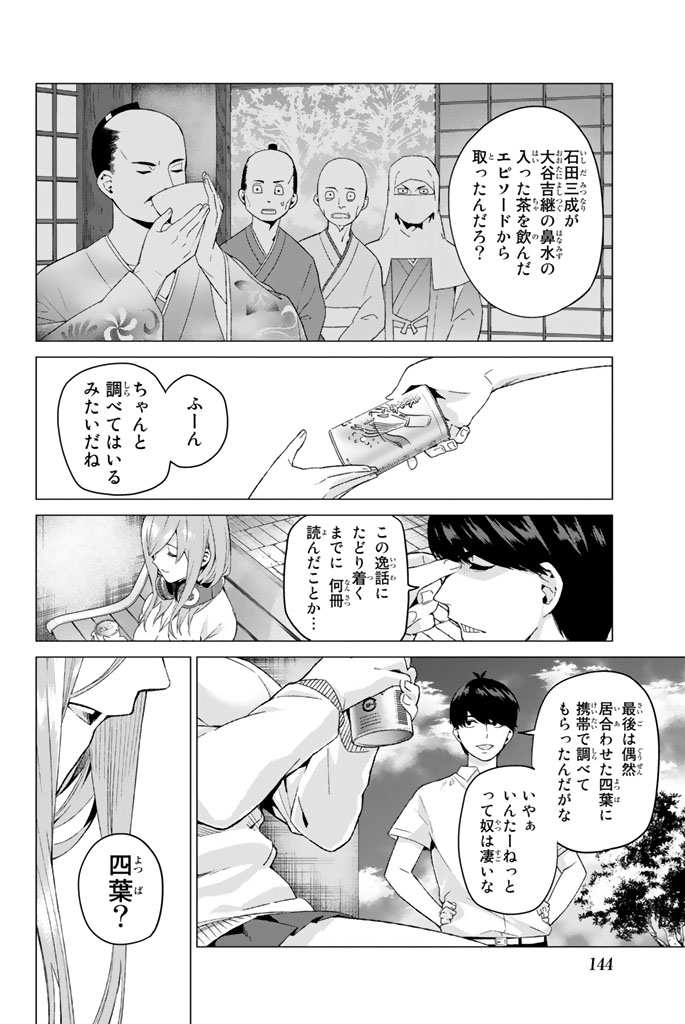 石田三成が
大谷吉継の鼻水の
入った茶を飲んだ
エピソードから
取ったんだろ？
ふーん
ちゃんと
調べてはいる
みたいだね
この逸話に
たどり着く
までに 何冊
読んだことか…
最後は偶然
居合わせた四葉に
携帯で調べて
もらったんだがな
いやぁ
いんたーねっと
って奴は凄いな
四葉？
144